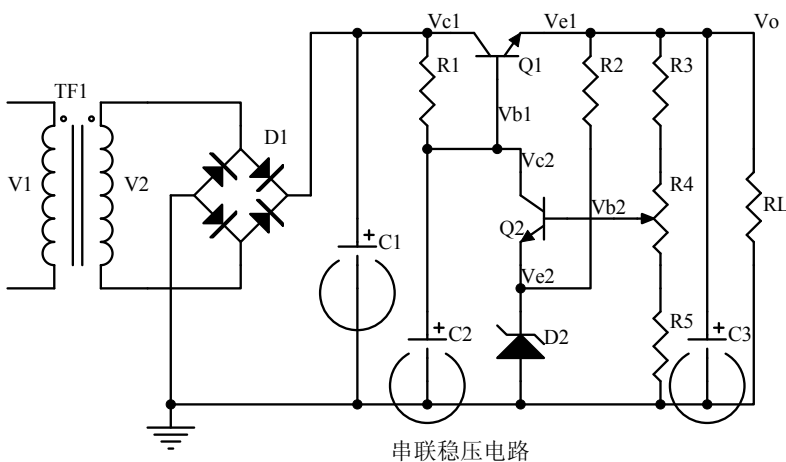 Vc1
Ve1
Vo
R1
Q1
R2
R3
TF1
D1
Vb1
V1
V2
Vc2
R4
Vb2
RL
Q2
+
C1
Ve2
+
C2
D2
R5
+
C3
串联稳压电路